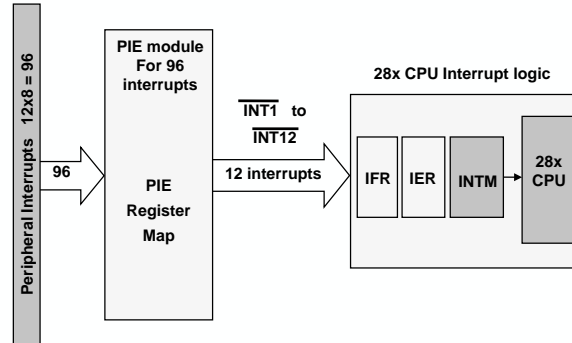 Peripheral Interrupts 12x8 = 96
96
PIE module
For 96
interrupts
PIE
Register
Map
INT1 to
INT12
12 interrupts
28x CPU Interrupt logic
IFR
IER
INTM
28x
CPU